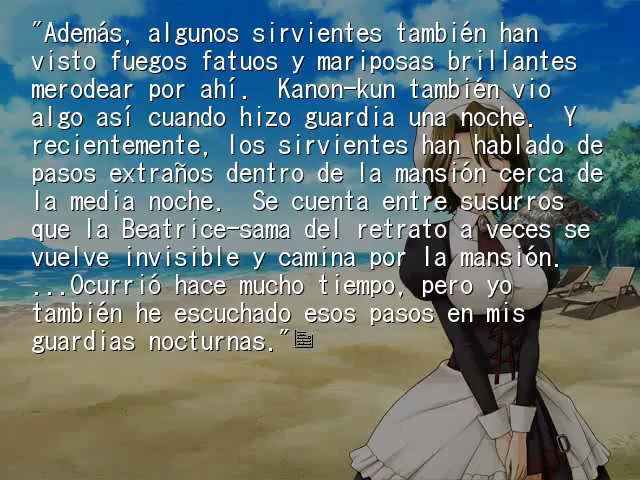 "Además, algunos sirvientes también han
visto fuegos fatuos y mariposas brillantes
merodear por ahí.  Kanon-kun también vio
algo así cuando hizo guardia una noche.  Y
recientemente, los sirvientes han hablado de
pasos extraños dentro de la mansión cerca de
la media noche.  Se cuenta entre susurros
que la Beatrice-sama del retrato a veces se
vuelve invisible y camina por la mansión.
...Ocurrió hace mucho tiempo, pero yo
también he escuchado esos pasos en mis
guardias nocturnas."